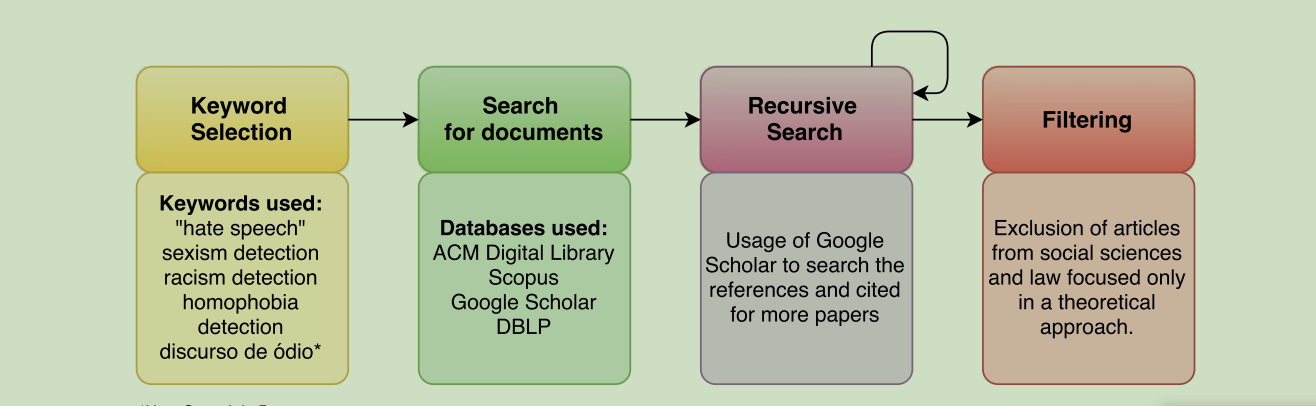 Keyword
Selection
Keywords used:
"hate speech"
sexism detection
racism detection
homophobia
detection
discurso de ódio*
Search
for documents
Databases used:
ACM Digital Library
Scopus
Google Scholar
DBLP
Recursive
Search
Usage of Google
Scholar to search the
references and cited
for more papers
Filtering
Exclusion of articles
from social sciences
and law focused only
in a theoretical
approach.